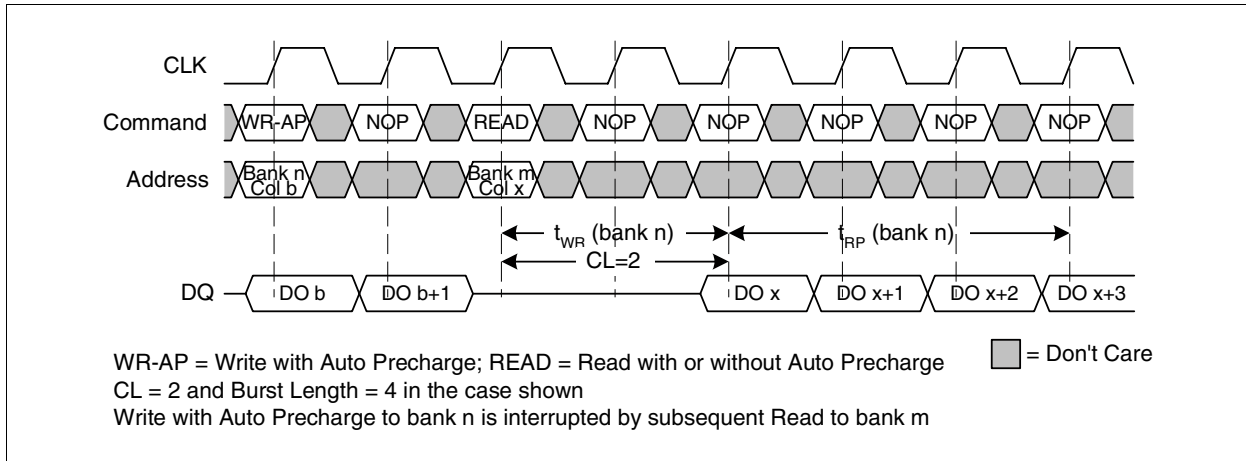 CLK
Command WR-AP NOP READ NOP NOP NOP NOP NOP
Address Bank n Col b Bank m Col x
tWR (bank n) tRP (bank n)
CL=2
DQ DO b DO b+1 DO x DO x+1 DO x+2 DO x+3
WR-AP = Write with Auto Precharge; READ = Read with or without Auto Precharge = Don't Care
CL = 2 and Burst Length = 4 in the case shown
Write with Auto Precharge to bank n is interrupted by subsequent Read to bank m